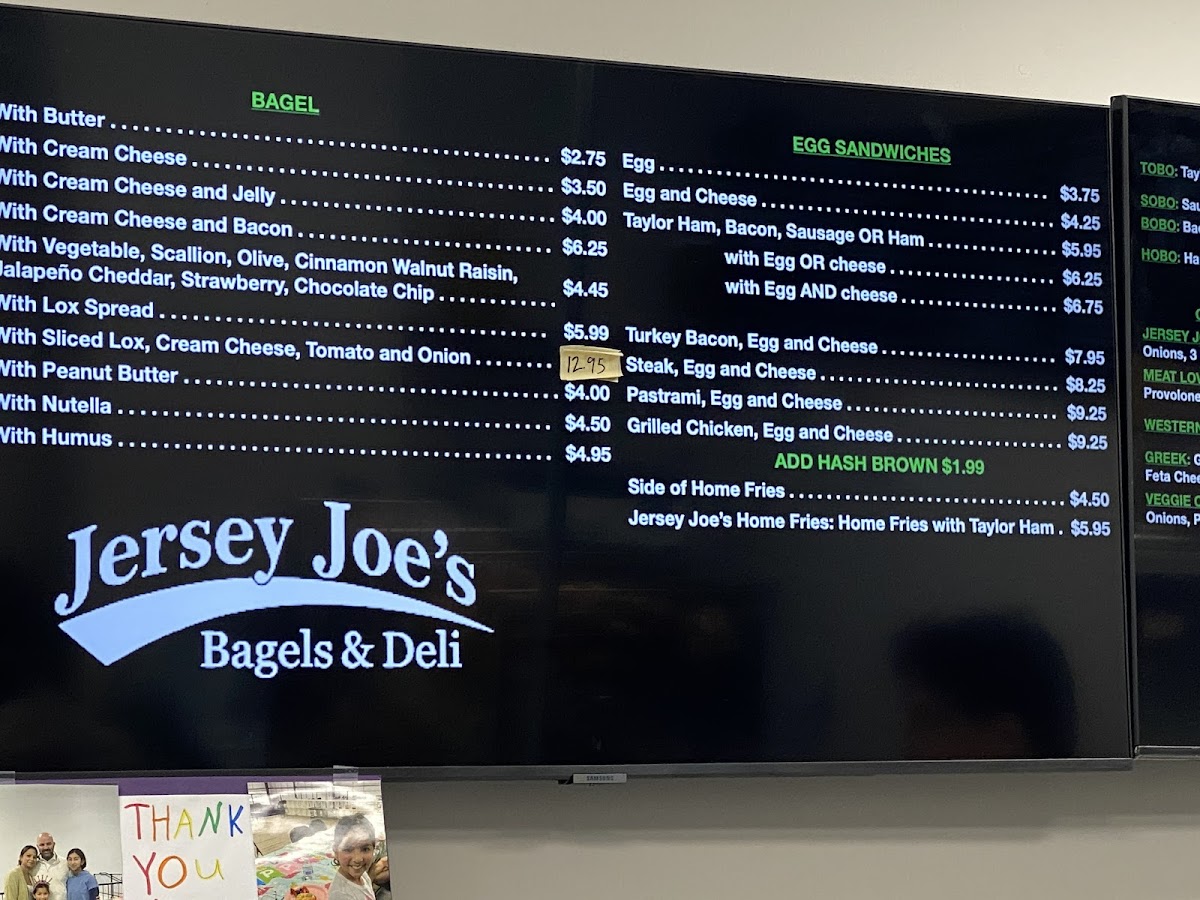 BAGEL
With Butter $2.75
With Cream Cheese $3.50
With Cream Cheese and Jelly $4.00
With Cream Cheese and Bacon $6.25
With Vegetable, Scallion, Olive, Cinnamon Walnut Raisin,
Jalapeño Cheddar, Strawberry, Chocolate Chip $4.45
With Lox Spread $5.99
With Sliced Lox, Cream Cheese, Tomato and Onion 12.95
With Peanut Butter $4.00
With Nutella $4.50
With Humus $4.95
Jersey Joe's
Bagels & Deli
EGG SANDWICHES
Egg $3.75
Egg and Cheese $4.25
Taylor Ham, Bacon, Sausage OR Ham $5.95
with Egg OR cheese $6.25
with Egg AND cheese $6.75
Turkey Bacon, Egg and Cheese $7.95
Steak, Egg and Cheese $8.25
Pastrami, Egg and Cheese $9.25
Grilled Chicken, Egg and Cheese $9.25
ADD HASH BROWN $1.99
Side of Home Fries $4.50
Jersey Joe's Home Fries: Home Fries with Taylor Ham . $5.95
TOBO: Tay
SOBO: Sau
BOBO: Ba
HOBO: Ha
JERSEY J
Onions, 3
MEAT LOV
Provolone
WESTERN
GREEK: G
Feta Chee
VEGGIE
Onions, P
SAMSUNG
THANK
YOU